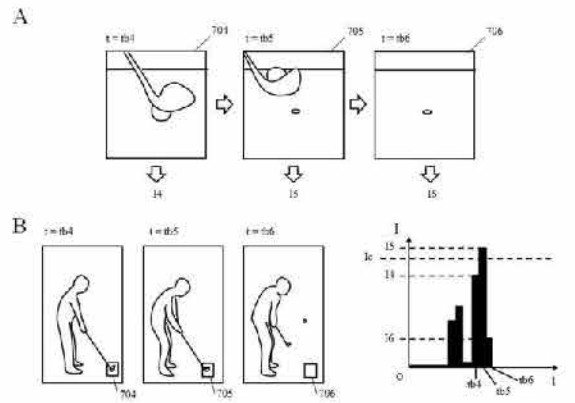 A
t = tb4 704
t = tb5 705
t = tb6 706
I4 I5 I6
B
t = tb4
t = tb5
t = tb6
704 705 706
I
I5
Ic
I4
I6
O
tb4
tb5
tb6
t